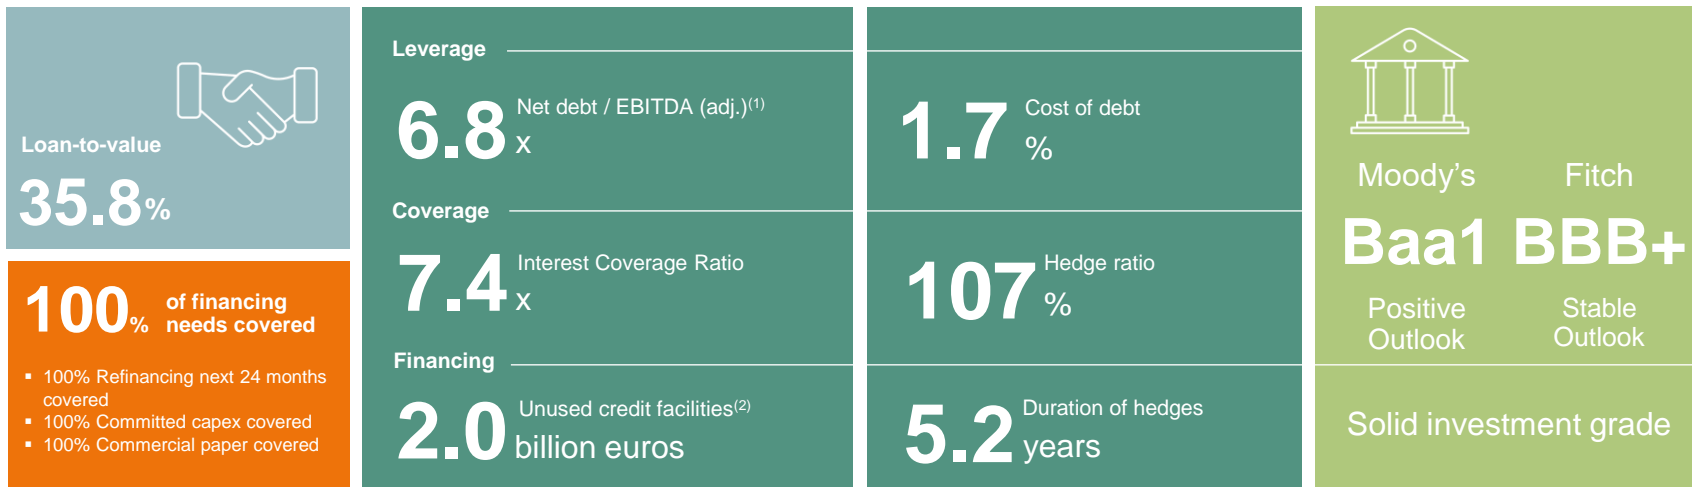 Loan-to-value
35.8%
100% of financing
needs covered
▪ 100% Refinancing next 24 months
covered
▪ 100% Committed capex covered
▪ 100% Commercial paper covered
Leverage
6.8 x Net debt / EBITDA (adj.)(1)
Coverage
7.4 x Interest Coverage Ratio
Financing
2.0 Unused credit facilities(2)
billion euros
1.7 % Cost of debt
107 % Hedge ratio
5.2 Duration of hedges
years
Moody's Fitch
Baa1 BBB+
Positive Stable
Outlook Outlook
Solid investment grade